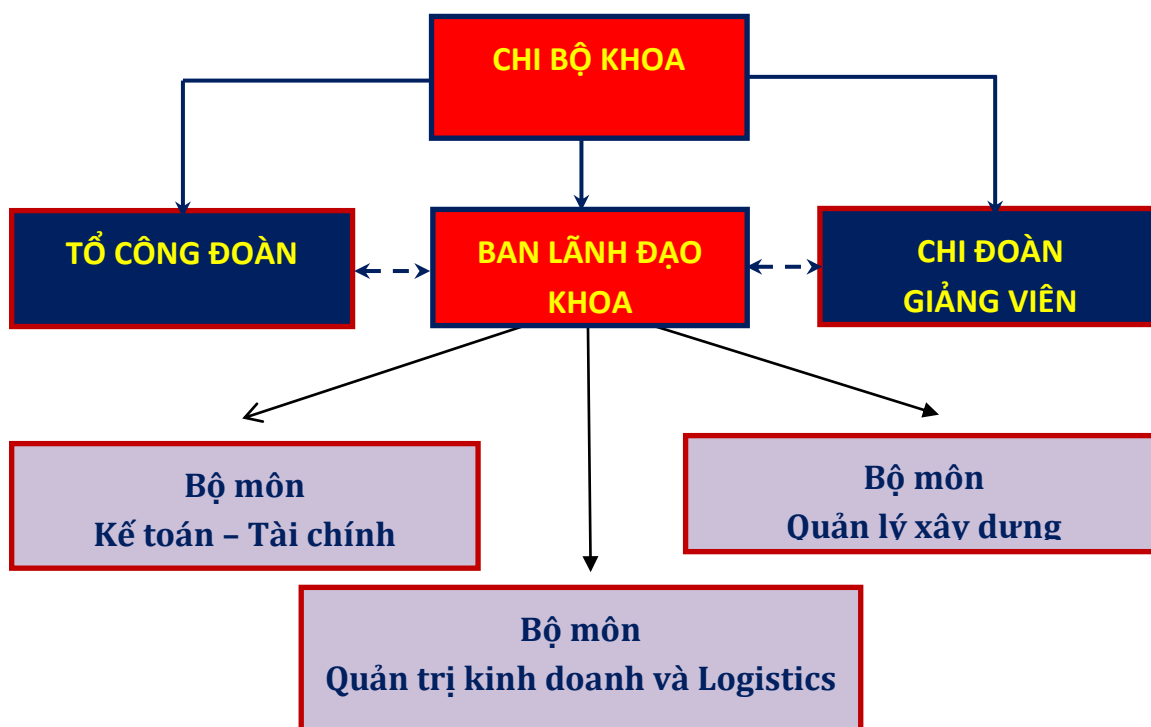 CHI BỘ KHOA
TỔ CÔNG ĐOÀN
BAN LÃNH ĐẠO
KHOA
CHI ĐOÀN
GIẢNG VIÊN
Bộ môn
Kế toán – Tài chính
Bộ môn
Quản lý xây dựng
Bộ môn
Quản trị kinh doanh và Logistics